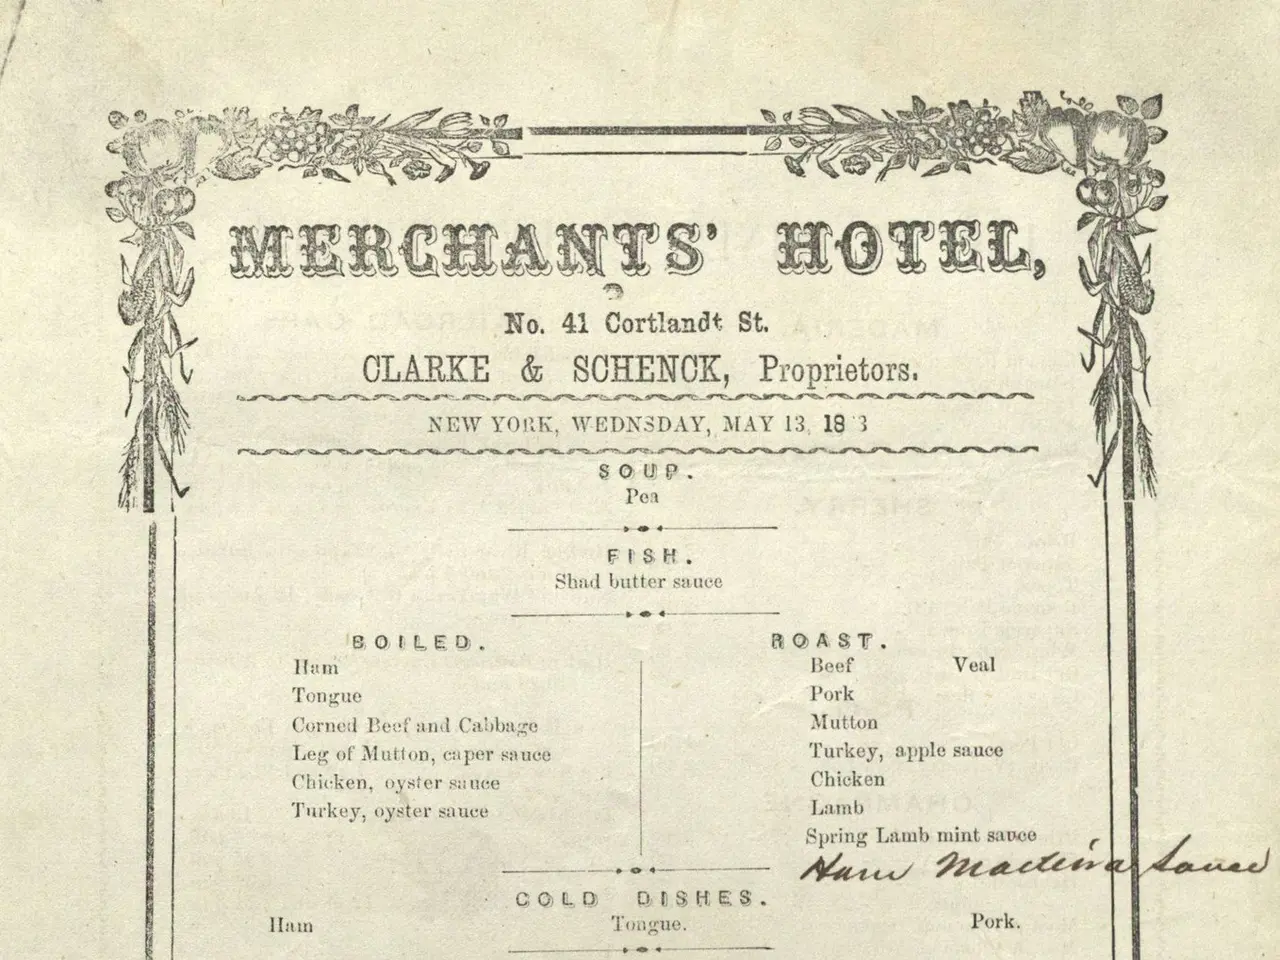 MERCHANTS' HOTEL,
No. 41 Cortlandt St.
CLARKE & SCHENCK, Proprietors.
NEW YORK, WEDNSDAY, MAY 13, 18 3
SOUP.
Pea
FISH.
Shad butter sauce
BOILED.
Ham
Tongue
Corned Beef and Cabbage
Leg of Mutton, caper sauce
Chicken, oyster sauce
Turkey, oyster sauce
ROAST.
Beef Veal
Pork
Mutton
Turkey, apple sauce
Chicken
Lamb
Spring Lamb mint sauce
Ham Madeira Sauce
COLD DISHES.
Ham Tongue. Pork.